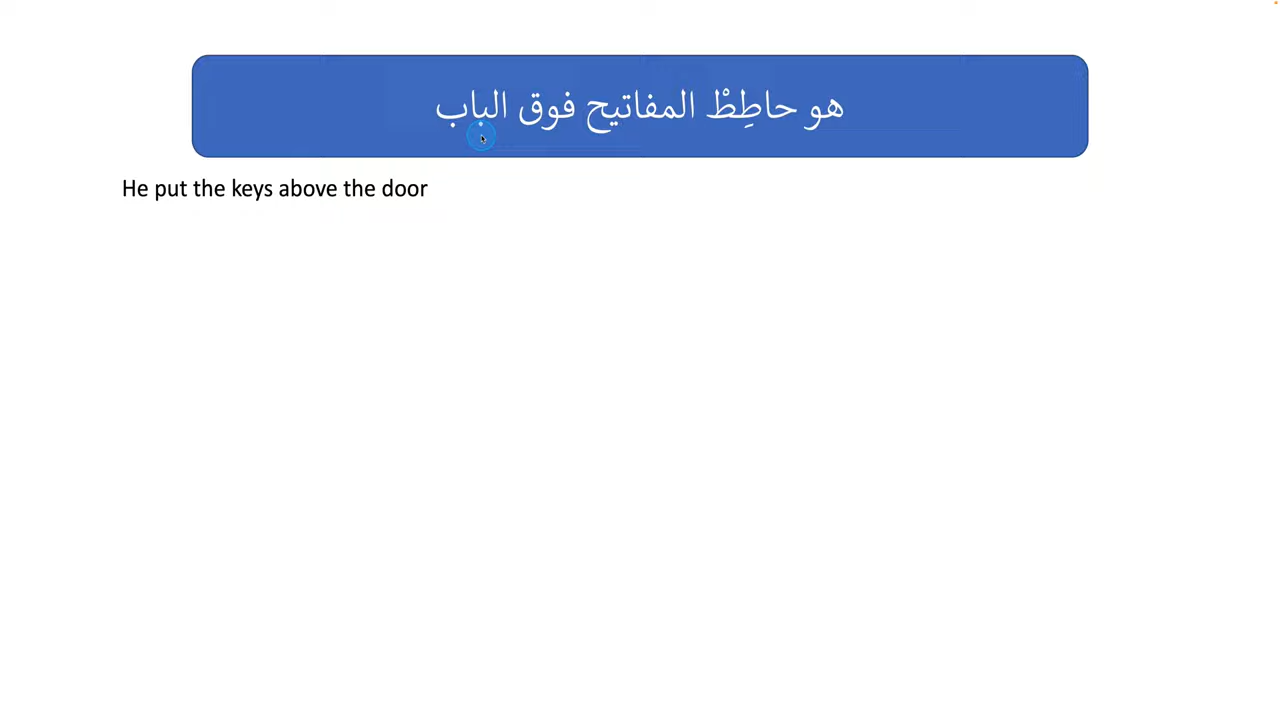 هو حاطِطْ المفاتيح فوق الباب
He put the keys above the door